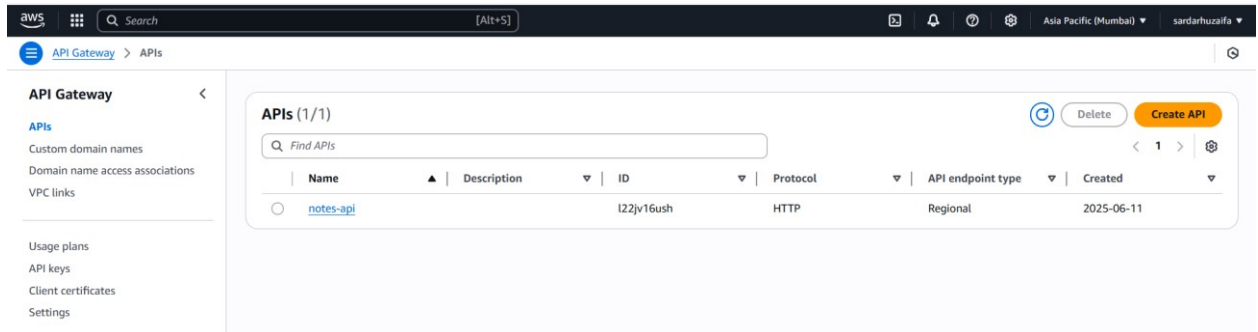 aws Search [Alt+S] Asia Pacific (Mumbai) sardarhuzaifa
API Gateway > APIs
API Gateway
APIs
Custom domain names
Domain name access associations
VPC links
Usage plans
API keys
Client certificates
Settings
APIs (1/1) Delete Create API
Find APIs 1
Name Description ID Protocol API endpoint type Created
notes-api l22jv16ush HTTP Regional 2025-06-11